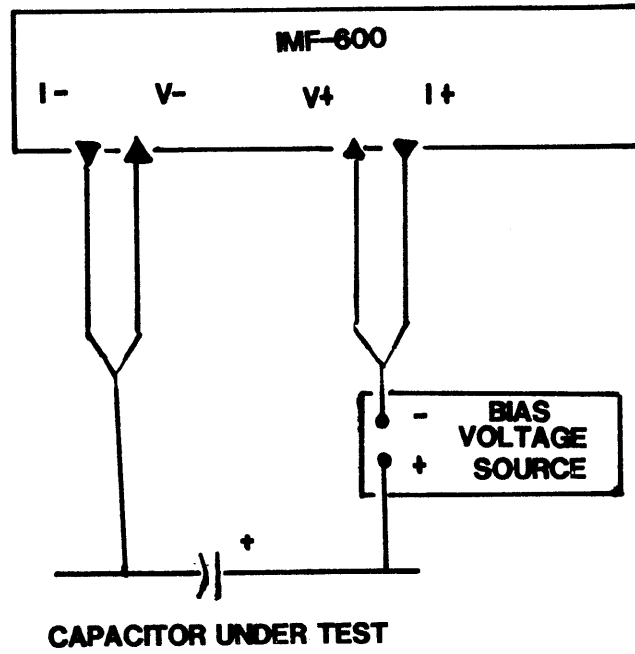 IMF-600
I- V- V+ I+
- BIAS
VOLTAGE
+ SOURCE
+
CAPACITOR UNDER TEST